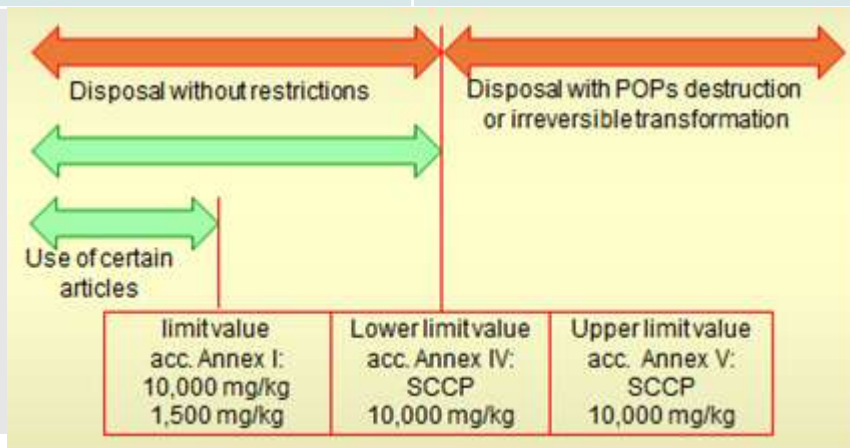 Disposal without restrictions
Disposal with POPs destruction
or irreversible transformation
Use of certain
articles
limit value
acc. Annex I:
10,000 mg/kg
1,500 mg/kg
Lower limit value
acc. Annex IV:
SCCP
10,000 mg/kg
Upper limit value
acc. Annex V:
SCCP
10,000 mg/kg